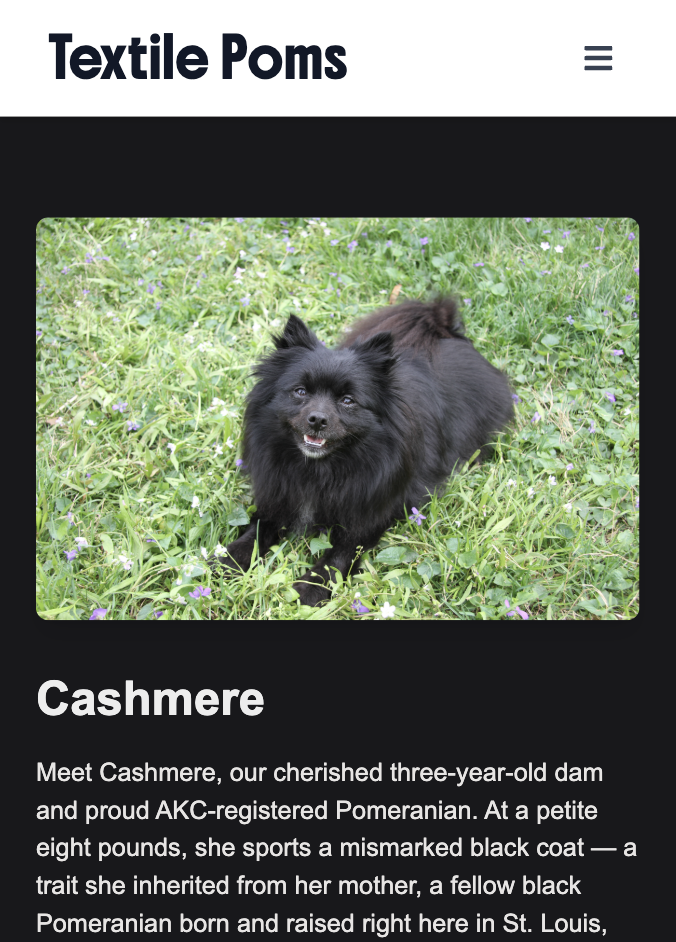 Textile Poms
Cashmere
Meet Cashmere, our cherished three-year-old dam
and proud AKC-registered Pomeranian. At a petite
eight pounds, she sports a mismarked black coat — a
trait she inherited from her mother, a fellow black
Pomeranian born and raised right here in St. Louis,